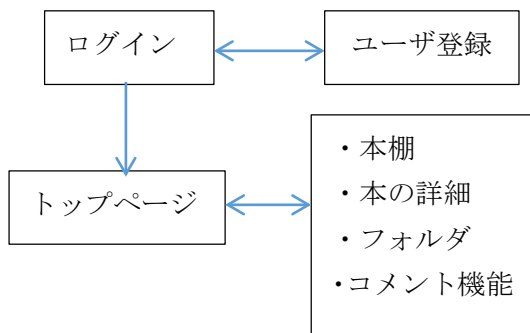 ログイン
ユーザ登録
トップページ
・本棚
・本の詳細
・フォルダ
・コメント機能